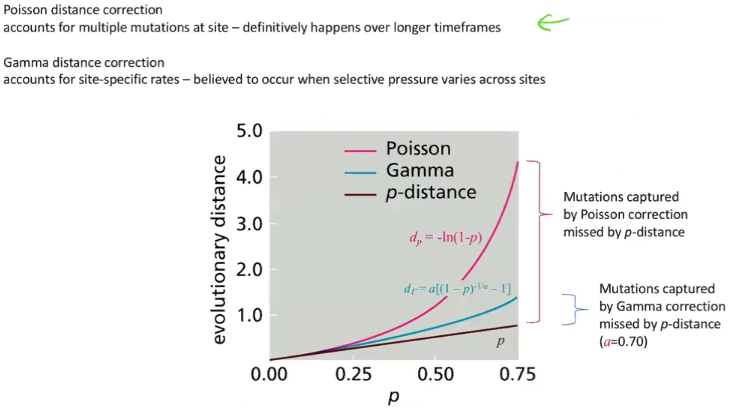 Poisson distance correction
accounts for multiple mutations at site – definitively happens over longer timeframes
Gamma distance correction
accounts for site-specific rates – believed to occur when selective pressure varies across sites
5.0
4.0
3.0
2.0
1.0
evolutionary distance
Poisson
Gamma
p-distance
dp = -ln(1-p)
dΓ = a[(1 – p)-1/a – 1]
p
0.00
0.25
0.50
0.75
p
Mutations captured
by Poisson correction
missed by p-distance
Mutations captured
by Gamma correction
missed by p-distance
(a=0.70)